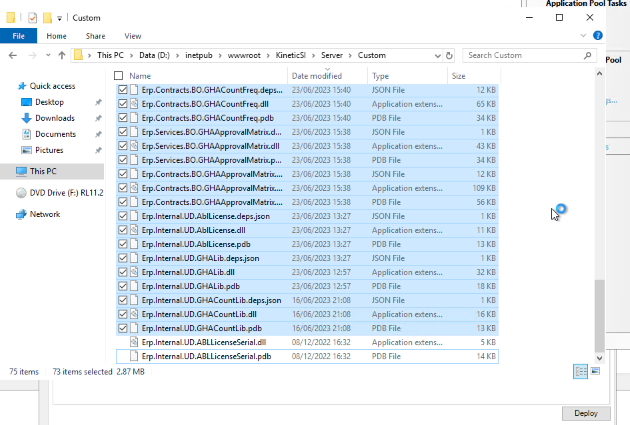 Application Pool Tasks
Custom
File Home Share View
This PC Data (D:) inetpub wwwroot KineticSI Server Custom Search Custom
Pool
Name Date modified Type Size
Quick access
Desktop
Downloads
Documents
Pictures
This PC
DVD Drive (F:) RL11.2
Network
Erp.Contracts.BO.GHACountFreq.deps... 23/06/2023 15:40 JSON File 12 KB
Erp.Contracts.BO.GHACountFreq.dll 23/06/2023 15:40 Application extens... 65 KB
Erp.Contracts.BO.GHACountFreq.pdb 23/06/2023 15:40 PDB File 34 KB
Erp.Services.BO.GHAApprovalMatrix.d... 23/06/2023 15:38 JSON File 1 KB
Erp.Services.BO.GHAApprovalMatrix.dll 23/06/2023 15:38 Application extens... 43 KB
Erp.Services.BO.GHAApprovalMatrix.p... 23/06/2023 15:38 PDB File 34 KB
Erp.Contracts.BO.GHAApprovalMatrix.... 23/06/2023 15:38 JSON File 12 KB
Erp.Contracts.BO.GHAApprovalMatrix.... 23/06/2023 15:38 Application extens... 109 KB
Erp.Contracts.BO.GHAApprovalMatrix.... 23/06/2023 15:38 PDB File 56 KB
Erp.Internal.UD.AblLicense.deps.json 23/06/2023 13:27 JSON File 1 KB
Erp.Internal.UD.AblLicense.dll 23/06/2023 13:27 Application extens... 11 KB
Erp.Internal.UD.AblLicense.pdb 23/06/2023 13:27 PDB File 13 KB
Erp.Internal.UD.GHALib.deps.json 23/06/2023 13:27 JSON File 1 KB
Erp.Internal.UD.GHALib.dll 23/06/2023 12:57 Application extens... 32 KB
Erp.Internal.UD.GHALib.pdb 23/06/2023 12:57 PDB File 18 KB
Erp.Internal.UD.GHACountLib.deps.json 16/06/2023 21:08 JSON File 1 KB
Erp.Internal.UD.GHACountLib.dll 16/06/2023 21:08 Application extens... 16 KB
Erp.Internal.UD.GHACountLib.pdb 16/06/2023 21:08 PDB File 13 KB
Erp.Internal.UD.ABLLicenseSerial.dll 08/12/2022 16:32 Application extens... 5 KB
Erp.Internal.UD.ABLLicenseSerial.pdb 08/12/2022 16:32 PDB File 14 KB
75 items 73 items selected 2.87 MB
Deploy